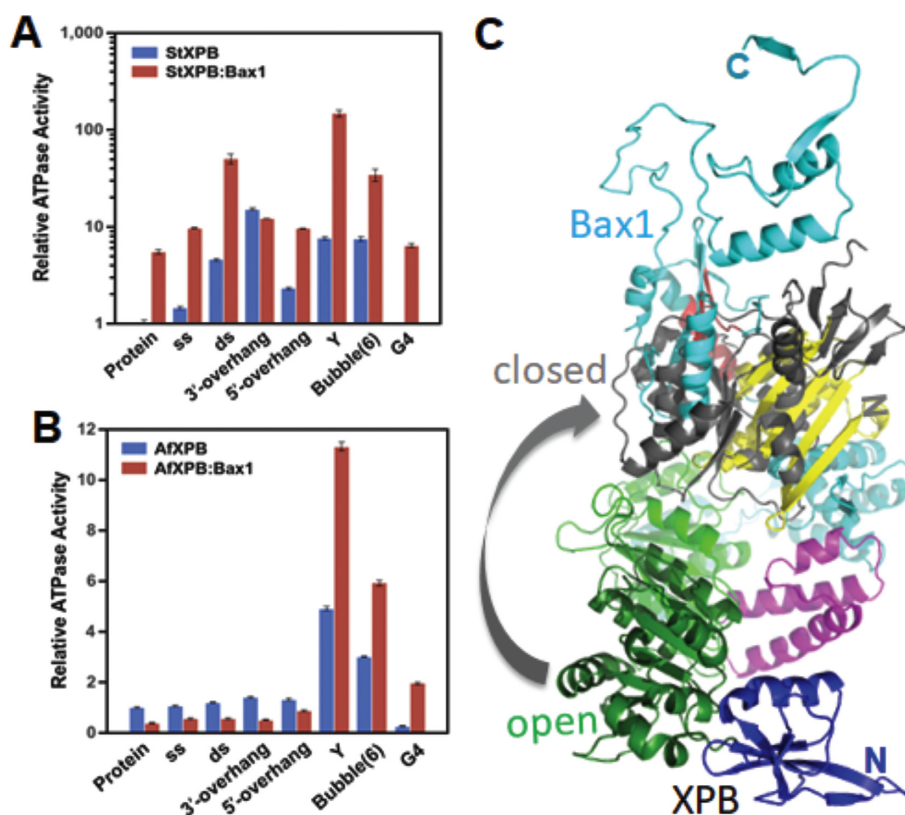 A
Relative ATPase Activity
1,000
100
10
1
StXPB
StXPB:Bax1
Protein
ss
ds
3'-overhang
5'-overhang
Y
Bubble(6)
G4
B
Relative ATPase Activity
12
10
8
6
4
2
0
AfXPB
AfXPB:Bax1
Protein
ss
ds
3'-overhang
5'-overhang
Y
Bubble(6)
G4
C
C
Bax1
closed
N
open
N
XPB